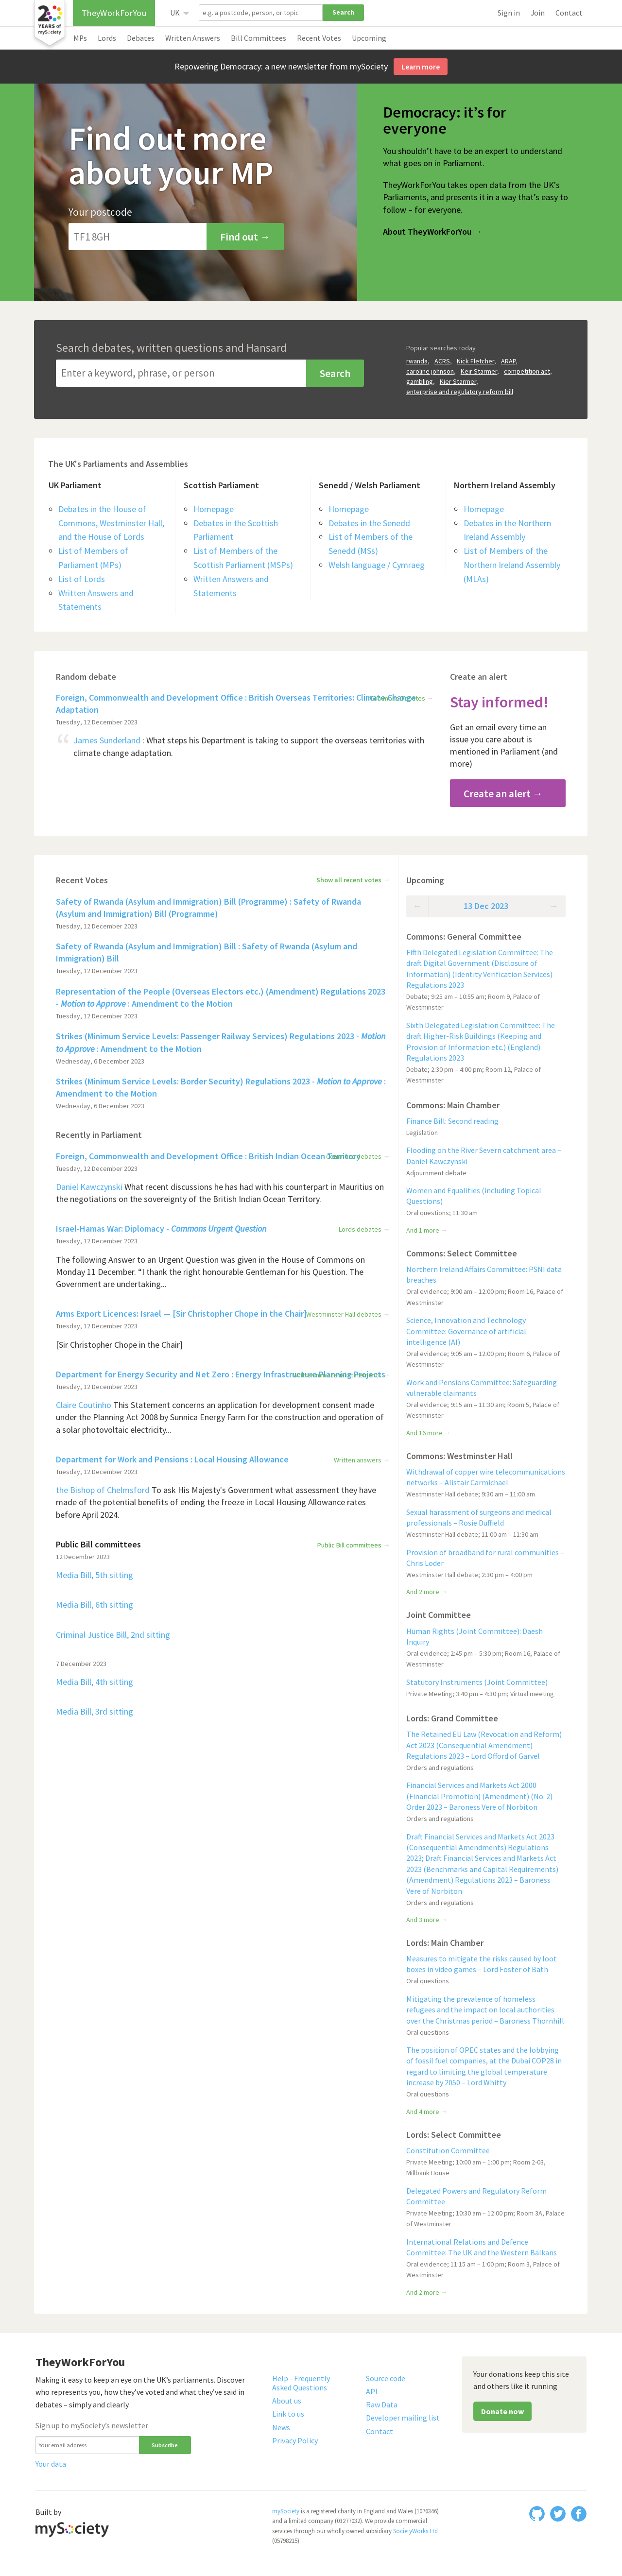 20
YEARS of
mySociety
TheyWorkForYou
UK
e.g. a postcode, person, or topic
Search
Sign in
Join
Contact
MPs
Lords
Debates
Written Answers
Bill Committees
Recent Votes
Upcoming
Repowering Democracy: a new newsletter from mySociety
Learn more
Find out more
about your MP
Your postcode
TF1 8GH
Find out →
Democracy: it’s for
everyone
You shouldn’t have to be an expert to understand
what goes on in Parliament.
TheyWorkForYou takes open data from the UK’s
Parliaments, and presents it in a way that’s easy to
follow – for everyone.
About TheyWorkForYou →
Search debates, written questions and Hansard
Enter a keyword, phrase, or person
Search
Popular searches today
rwanda, ACRS, Nick Fletcher, ARAP,
caroline johnson, Keir Starmer, competition act,
gambling, Kier Starmer,
enterprise and regulatory reform bill
The UK's Parliaments and Assemblies
UK Parliament
Debates in the House of
Commons, Westminster Hall,
and the House of Lords
List of Members of
Parliament (MPs)
List of Lords
Written Answers and
Statements
Scottish Parliament
Homepage
Debates in the Scottish
Parliament
List of Members of the
Scottish Parliament (MSPs)
Written Answers and
Statements
Senedd / Welsh Parliament
Homepage
Debates in the Senedd
List of Members of the
Senedd (MSs)
Welsh language / Cymraeg
Northern Ireland Assembly
Homepage
Debates in the Northern
Ireland Assembly
List of Members of the
Northern Ireland Assembly
(MLAs)
Random debate
Foreign, Commonwealth and Development Office : British Overseas Territories: Climate Change
Adaptation
Tuesday, 12 December 2023
James Sunderland : What steps his Department is taking to support the overseas territories with
climate change adaptation.
Create an alert
Stay informed!
Get an email every time an
issue you care about is
mentioned in Parliament (and
more)
Create an alert →
Recent Votes
Show all recent votes →
Safety of Rwanda (Asylum and Immigration) Bill (Programme) : Safety of Rwanda
(Asylum and Immigration) Bill (Programme)
Tuesday, 12 December 2023
Safety of Rwanda (Asylum and Immigration) Bill : Safety of Rwanda (Asylum and
Immigration) Bill
Tuesday, 12 December 2023
Representation of the People (Overseas Electors etc.) (Amendment) Regulations 2023
- Motion to Approve : Amendment to the Motion
Tuesday, 12 December 2023
Strikes (Minimum Service Levels: Passenger Railway Services) Regulations 2023 - Motion
to Approve : Amendment to the Motion
Wednesday, 6 December 2023
Strikes (Minimum Service Levels: Border Security) Regulations 2023 - Motion to Approve :
Amendment to the Motion
Wednesday, 6 December 2023
Recently in Parliament
Foreign, Commonwealth and Development Office : British Indian Ocean Territory
Commons debates →
Tuesday, 12 December 2023
Daniel Kawczynski What recent discussions he has had with his counterpart in Mauritius on
the negotiations on the sovereignty of the British Indian Ocean Territory.
Israel-Hamas War: Diplomacy - Commons Urgent Question
Lords debates →
Tuesday, 12 December 2023
The following Answer to an Urgent Question was given in the House of Commons on
Monday 11 December. “I thank the right honourable Gentleman for his Question. The
Government are undertaking...
Arms Export Licences: Israel — [Sir Christopher Chope in the Chair]
Westminster Hall debates →
Tuesday, 12 December 2023
[Sir Christopher Chope in the Chair]
Department for Energy Security and Net Zero : Energy Infrastructure Planning Projects
Tuesday, 12 December 2023
Claire Coutinho This Statement concerns an application for development consent made
under the Planning Act 2008 by Sunnica Energy Farm for the construction and operation of
a solar photovoltaic electricity...
Department for Work and Pensions : Local Housing Allowance
Written answers →
Tuesday, 12 December 2023
the Bishop of Chelmsford To ask His Majesty's Government what assessment they have
made of the potential benefits of ending the freeze in Local Housing Allowance rates
before April 2024.
Public Bill committees
Public Bill committees →
12 December 2023
Media Bill, 5th sitting
Media Bill, 6th sitting
Criminal Justice Bill, 2nd sitting
7 December 2023
Media Bill, 4th sitting
Media Bill, 3rd sitting
Upcoming
← 13 Dec 2023 →
Commons: General Committee
Fifth Delegated Legislation Committee: The
draft Digital Government (Disclosure of
Information) (Identity Verification Services)
Regulations 2023
Debate; 9:25 am – 10:55 am; Room 9, Palace of
Westminster
Sixth Delegated Legislation Committee: The
draft Higher-Risk Buildings (Keeping and
Provision of Information etc.) (England)
Regulations 2023
Debate; 2:30 pm – 4:00 pm; Room 12, Palace of
Westminster
Commons: Main Chamber
Finance Bill: Second reading
Legislation
Flooding on the River Severn catchment area –
Daniel Kawczynski
Adjournment debate
Women and Equalities (including Topical
Questions)
Oral questions; 11:30 am
And 1 more →
Commons: Select Committee
Northern Ireland Affairs Committee: PSNI data
breaches
Oral evidence; 9:00 am – 12:00 pm; Room 16, Palace of
Westminster
Science, Innovation and Technology
Committee: Governance of artificial
intelligence (AI)
Oral evidence; 9:05 am – 12:00 pm; Room 6, Palace of
Westminster
Work and Pensions Committee: Safeguarding
vulnerable claimants
Oral evidence; 9:15 am – 11:30 am; Room 5, Palace of
Westminster
And 16 more →
Commons: Westminster Hall
Withdrawal of copper wire telecommunications
networks – Alistair Carmichael
Westminster Hall debate; 9:30 am – 11:00 am
Sexual harassment of surgeons and medical
professionals – Rosie Duffield
Westminster Hall debate; 11:00 am – 11:30 am
Provision of broadband for rural communities –
Chris Loder
Westminster Hall debate; 2:30 pm – 4:00 pm
And 2 more →
Joint Committee
Human Rights (Joint Committee): Daesh
Inquiry
Oral evidence; 2:45 pm – 5:30 pm; Room 16, Palace of
Westminster
Statutory Instruments (Joint Committee)
Private Meeting; 3:40 pm – 4:30 pm; Virtual meeting
Lords: Grand Committee
The Retained EU Law (Revocation and Reform)
Act 2023 (Consequential Amendment)
Regulations 2023 – Lord Offord of Garvel
Orders and regulations
Financial Services and Markets Act 2000
(Financial Promotion) (Amendment) (No. 2)
Order 2023 – Baroness Vere of Norbiton
Orders and regulations
Draft Financial Services and Markets Act 2023
(Consequential Amendments) Regulations
2023; Draft Financial Services and Markets Act
2023 (Benchmarks and Capital Requirements)
(Amendment) Regulations 2023 – Baroness
Vere of Norbiton
Orders and regulations
And 3 more →
Lords: Main Chamber
Measures to mitigate the risks caused by loot
boxes in video games – Lord Foster of Bath
Oral questions
Mitigating the prevalence of homeless
refugees and the impact on local authorities
over the Christmas period – Baroness Thornhill
Oral questions
The position of OPEC states and the lobbying
of fossil fuel companies, at the Dubai COP28 in
regard to limiting the global temperature
increase by 2050 – Lord Whitty
Oral questions
And 4 more →
Lords: Select Committee
Constitution Committee
Private Meeting; 10:00 am – 1:00 pm; Room 2-03,
Millbank House
Delegated Powers and Regulatory Reform
Committee
Private Meeting; 10:30 am – 12:00 pm; Room 3A, Palace
of Westminster
International Relations and Defence
Committee: The UK and the Western Balkans
Oral evidence; 11:15 am – 1:00 pm; Room 3, Palace of
Westminster
And 2 more →
TheyWorkForYou
Making it easy to keep an eye on the UK’s parliaments. Discover
who represents you, how they’ve voted and what they’ve said in
debates – simply and clearly.
Sign up to mySociety’s newsletter
Your email address
Subscribe
Your data
Help - Frequently
Asked Questions
About us
Link to us
News
Privacy Policy
Source code
API
Raw Data
Developer mailing list
Contact
Your donations keep this site
and others like it running
Donate now
Built by
mySociety
mySociety is a registered charity in England and Wales (1076346)
and a limited company (03277032). We provide commercial
services through our wholly owned subsidiary SocietyWorks Ltd
(05798215).